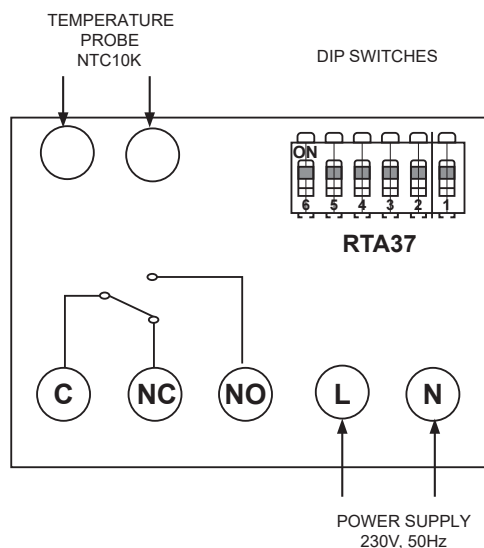 TEMPERATURE
PROBE
NTC10K
DIP SWITCHES
ON
6 5 4 3 2 1
RTA37
C NC NO L N
POWER SUPPLY
230V, 50Hz